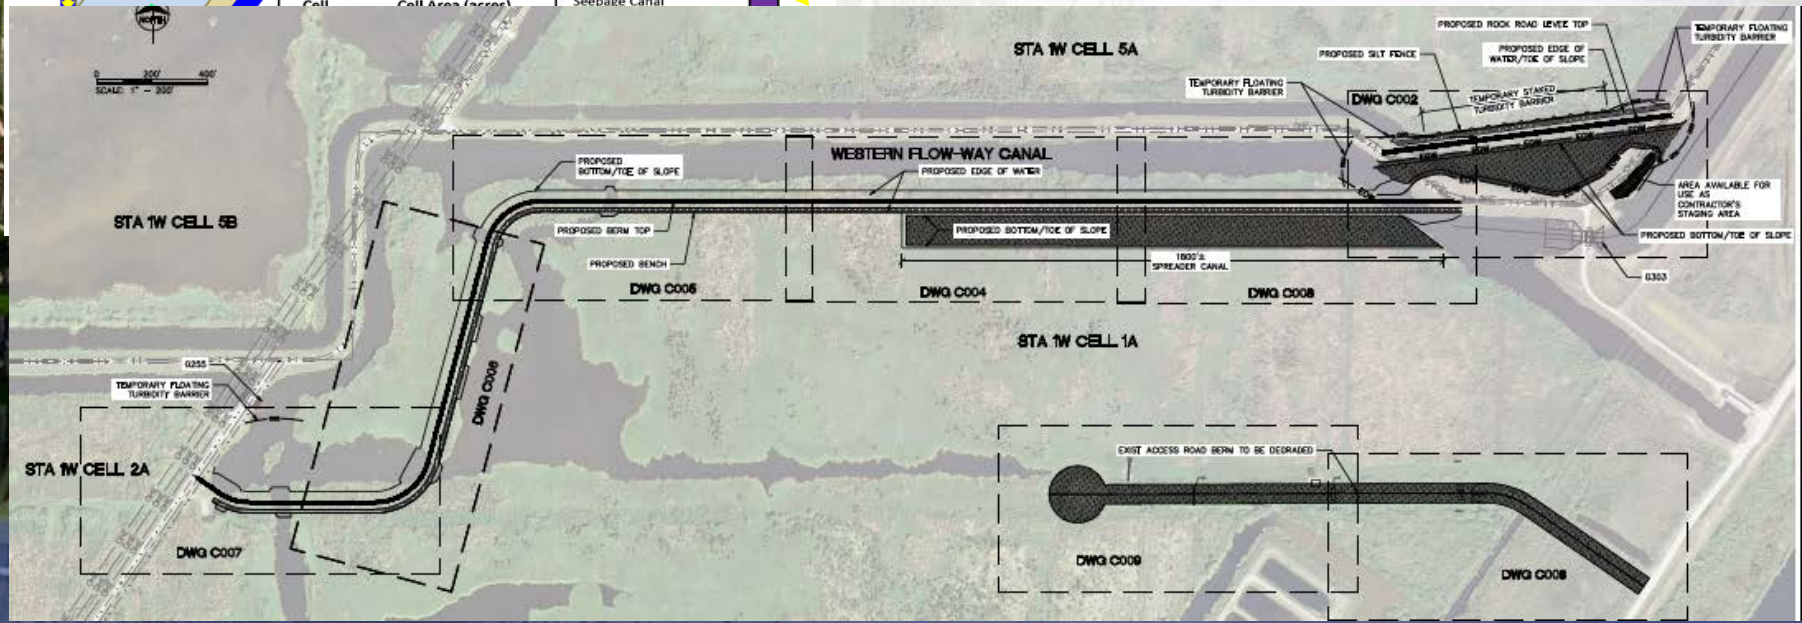 Cell Cell Area (acres)
Seepage Canal
NORTH
0 200' 400'
SCALE: 1" - 200'
STA 1W CELL 5A
PROPOSED ROCK ROAD LEVEE TOP
TEMPORARY FLOATING
TURBIDITY BARRIER
PROPOSED SILT FENCE
PROPOSED EDGE OF
WATER/TOE OF SLOPE
TEMPORARY FLOATING
TURBIDITY BARRIER
DWG C002
TEMPORARY STAKED
TURBIDITY BARRIER
WESTERN FLOW-WAY CANAL
PROPOSED
BOTTOM/TOE OF SLOPE
PROPOSED EDGE OF WATER
AREA AVAILABLE FOR
USE AS
CONTRACTOR'S
STAGING AREA
STA 1W CELL 5B
PROPOSED BERM TOP
PROPOSED BOTTOM/TOE OF SLOPE
PROPOSED BOTTOM/TOE OF SLOPE
PROPOSED BENCH
1600'±
SPREADER CANAL
G303
DWG C005
DWG C004
DWG C003
STA 1W CELL 1A
G255
TEMPORARY FLOATING
TURBIDITY BARRIER
DWG C006
STA 1W CELL 2A
EXIST ACCESS ROAD BERM TO BE DEGRADED
DWG C007
DWG C009
DWG C008